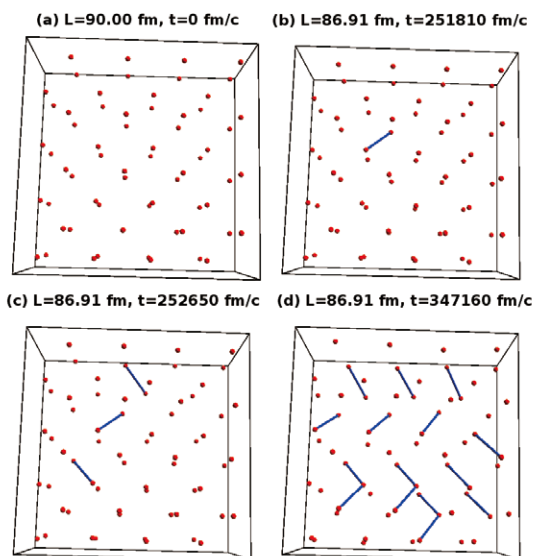 (a) L=90.00 fm, t=0 fm/c
(b) L=86.91 fm, t=251810 fm/c
(c) L=86.91 fm, t=252650 fm/c
(d) L=86.91 fm, t=347160 fm/c